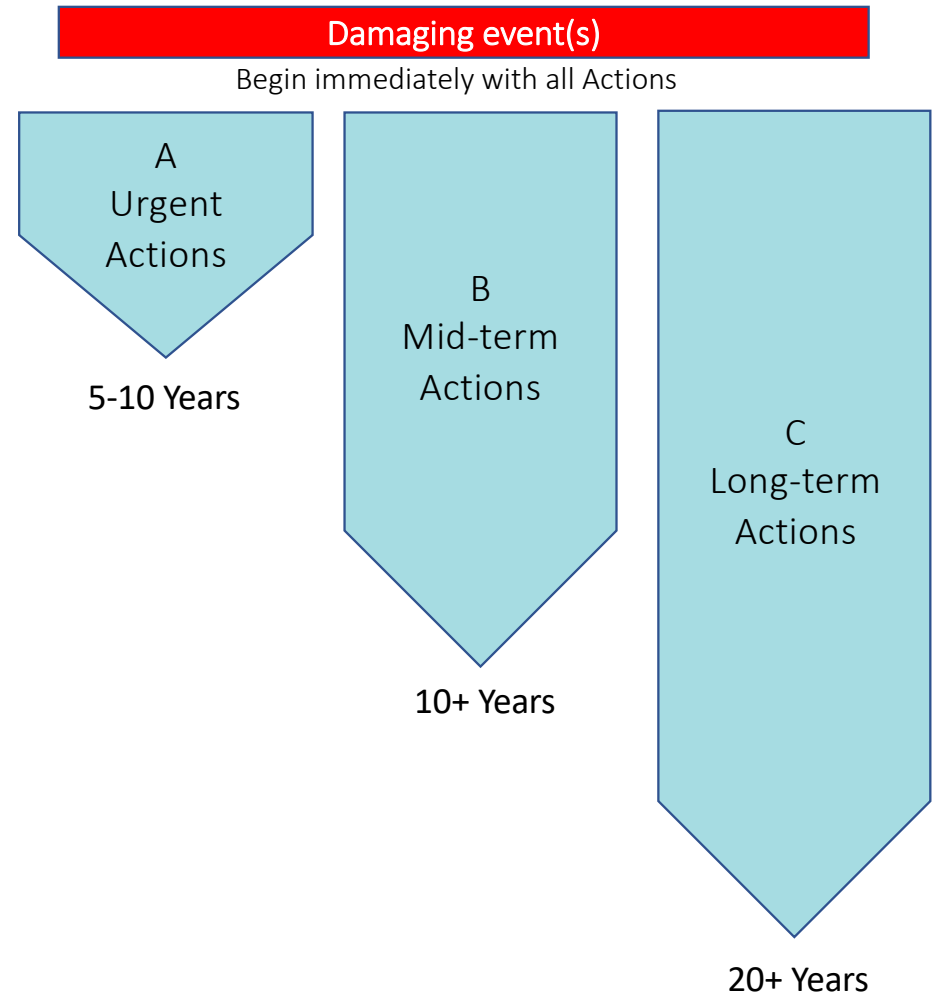 Damaging event(s)
Begin immediately with all Actions
A
Urgent
Actions
5-10 Years
B
Mid-term
Actions
10+ Years
C
Long-term
Actions
20+ Years